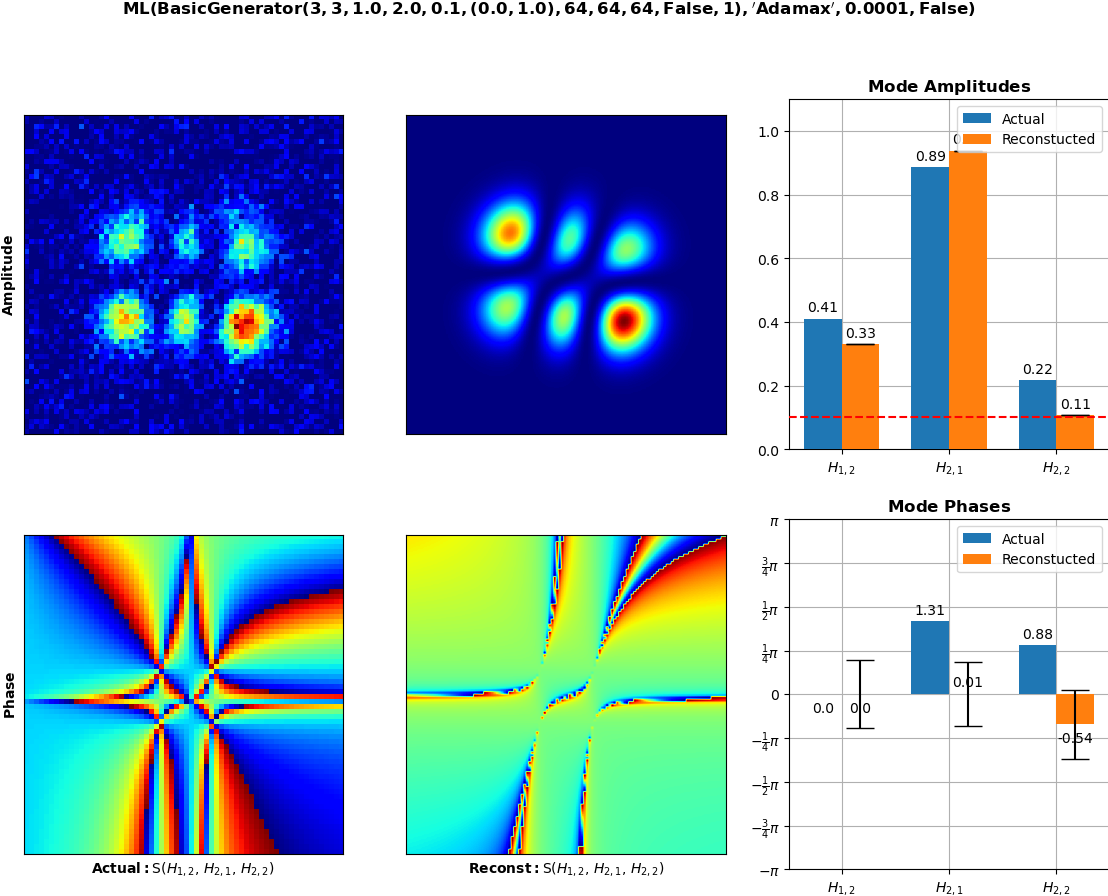 ML(BasicGenerator(3, 3, 1.0, 2.0, 0.1, (0.0, 1.0), 64, 64, 64, False, 1), ′Adamax′, 0.0001, False)
Amplitude
Mode Amplitudes
Actual
Reconstucted
1.0
0.8
0.6
0.4
0.2
0.0
0.41
0.33
0.89
0.22
0.11
H1,2
H2,1
H2,2
Phase
Actual: S(H1,2, H2,1, H2,2)
Reconst: S(H1,2, H2,1, H2,2)
Mode Phases
Actual
Reconstucted
π
3/4π
1/2π
1/4π
0
−1/4π
−1/2π
−3/4π
−π
0.0
0.0
1.31
0.01
0.88
-0.54
H1,2
H2,1
H2,2